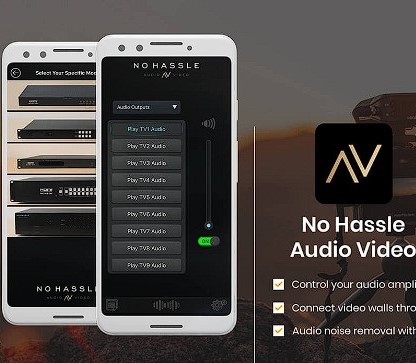 Select Your Specific Mo
NO HASSLE
AUDIO AV VIDEO
NO HASSLE
AUDIO AV VIDEO
Audio Outputs
Play TV1 Audio
Play TV2 Audio
Play TV3 Audio
Play TV4 Audio
Play TV5 Audio
Play TV6 Audio
Play TV7 Audio
Play TV8 Audio
Play TV9 Audio
ON
AV
No Hassle
Audio Video
Control your audio ampli
Connect video walls thro
Audio noise removal with